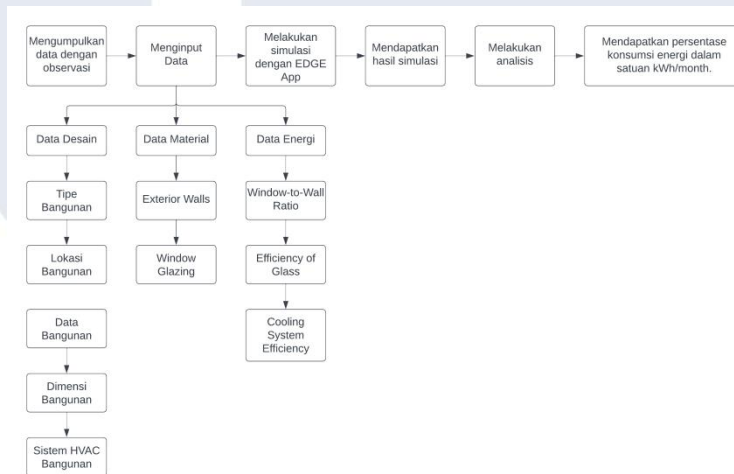 Mengumpulkan
data dengan
observasi
Menginput
Data
Melakukan
simulasi
dengan EDGE
App
Mendapatkan
hasil simulasi
Melakukan
analisis
Mendapatkan persentase
konsumsi energi dalam
satuan kWh/month.
Data Desain
Data Material
Data Energi
Tipe
Bangunan
Exterior Walls
Window-to-Wall
Ratio
Lokasi
Bangunan
Window
Glazing
Efficiency of
Glass
Data
Bangunan
Cooling
System
Efficiency
Dimensi
Bangunan
Sistem HVAC
Bangunan